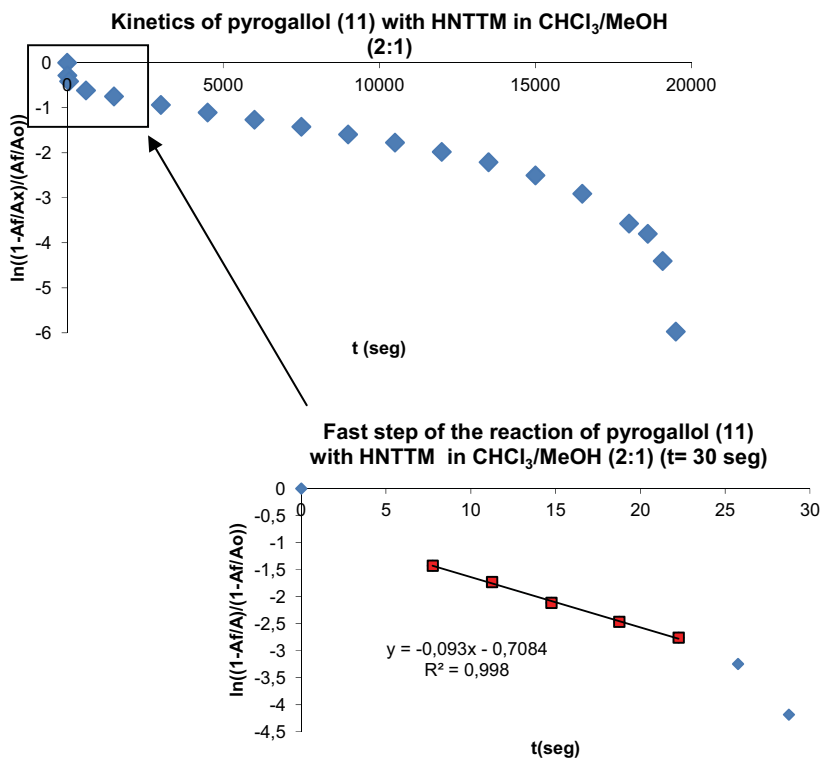 Kinetics of pyrogallol (11) with HNTTM in CHCl₃/MeOH
(2:1)
0
0 5000 10000 15000 20000
-1
-2
-3
-4
-5
-6
ln((1-Af/Ax)/(Af/Ao))
t (seg)
Fast step of the reaction of pyrogallol (11)
with HNTTM in CHCl₃/MeOH (2:1) (t= 30 seg)
0
0 5 10 15 20 25 30
-0,5
-1
-1,5
-2
-2,5
-3
-3,5
-4
-4,5
ln((1-Af/A)/(1-Af/Ao))
y = -0,093x - 0,7084
R² = 0,998
t(seg)